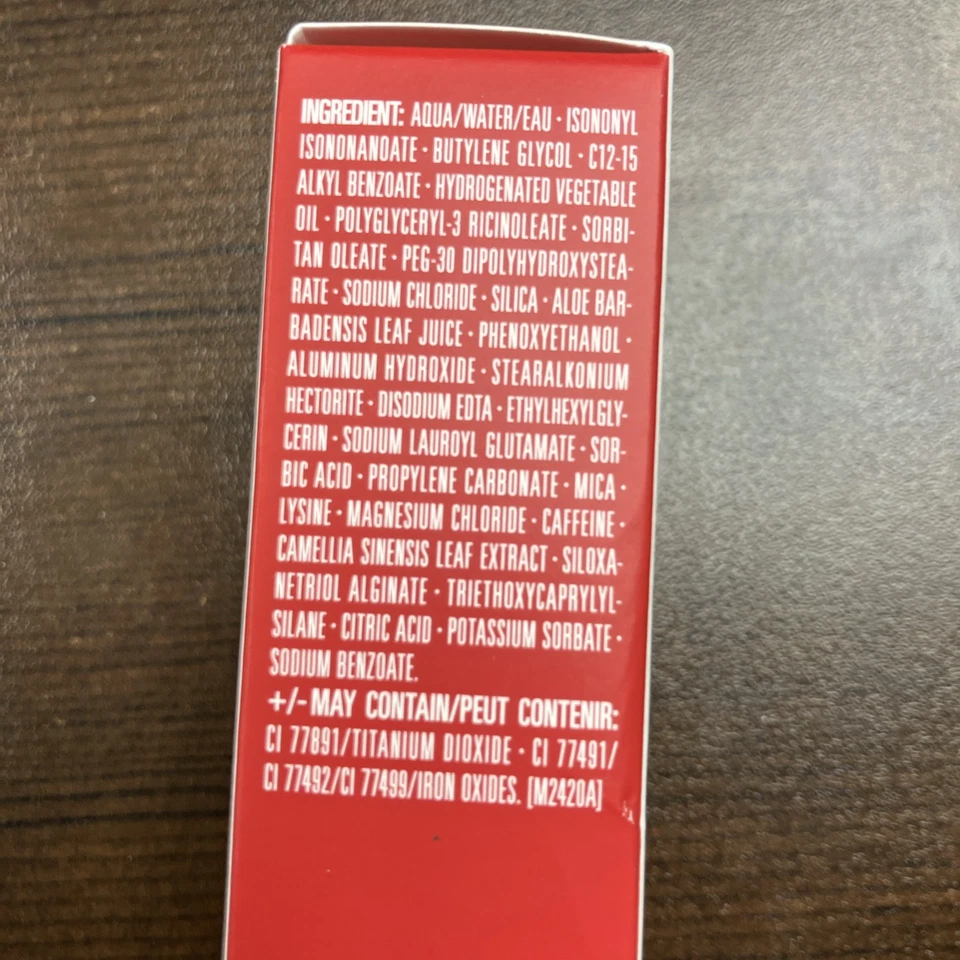 INGREDIENT: AQUA/WATER/EAU · ISONONYL
ISONONANOATE · BUTYLENE GLYCOL · C12-15
ALKYL BENZOATE · HYDROGENATED VEGETABLE
OIL · POLYGLYCERYL-3 RICINOLEATE · SORBI-
TAN OLEATE · PEG-30 DIPOLYHYDROXYSTEA-
RATE · SODIUM CHLORIDE · SILICA · ALOE BAR-
BADENSIS LEAF JUICE · PHENOXYETHANOL ·
ALUMINUM HYDROXIDE · STEARALKONIUM
HECTORITE · DISODIUM EDTA · ETHYLHEXYLGLY-
CERIN · SODIUM LAUROYL GLUTAMATE · SOR-
BIC ACID · PROPYLENE CARBONATE · MICA ·
LYSINE · MAGNESIUM CHLORIDE · CAFFEINE ·
CAMELLIA SINENSIS LEAF EXTRACT · SILOXA-
NETRIOL ALGINATE · TRIETHOXYCAPRYLYL-
SILANE · CITRIC ACID · POTASSIUM SORBATE ·
SODIUM BENZOATE.
+/- MAY CONTAIN/PEUT CONTENIR:
CI 77891/TITANIUM DIOXIDE · CI 77491/
CI 77492/CI 77499/IRON OXIDES. [M2420A]